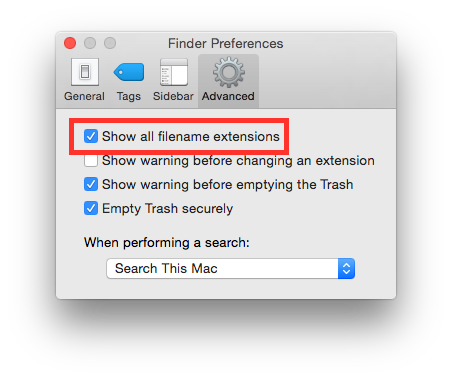 Finder Preferences
General Tags Sidebar Advanced
Show all filename extensions
Show warning before changing an extension
Show warning before emptying the Trash
Empty Trash securely
When performing a search:
Search This Mac